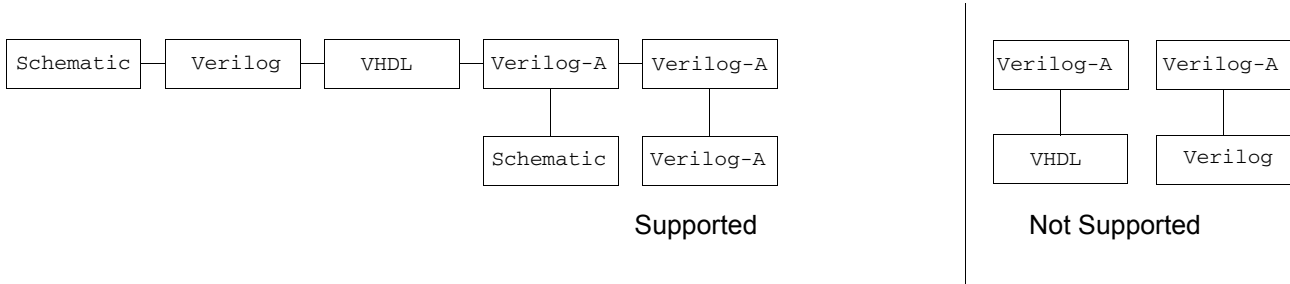 Schematic
Verilog
VHDL
Verilog-A
Verilog-A
Schematic
Verilog-A
Supported
Verilog-A
Verilog-A
VHDL
Verilog
Not Supported